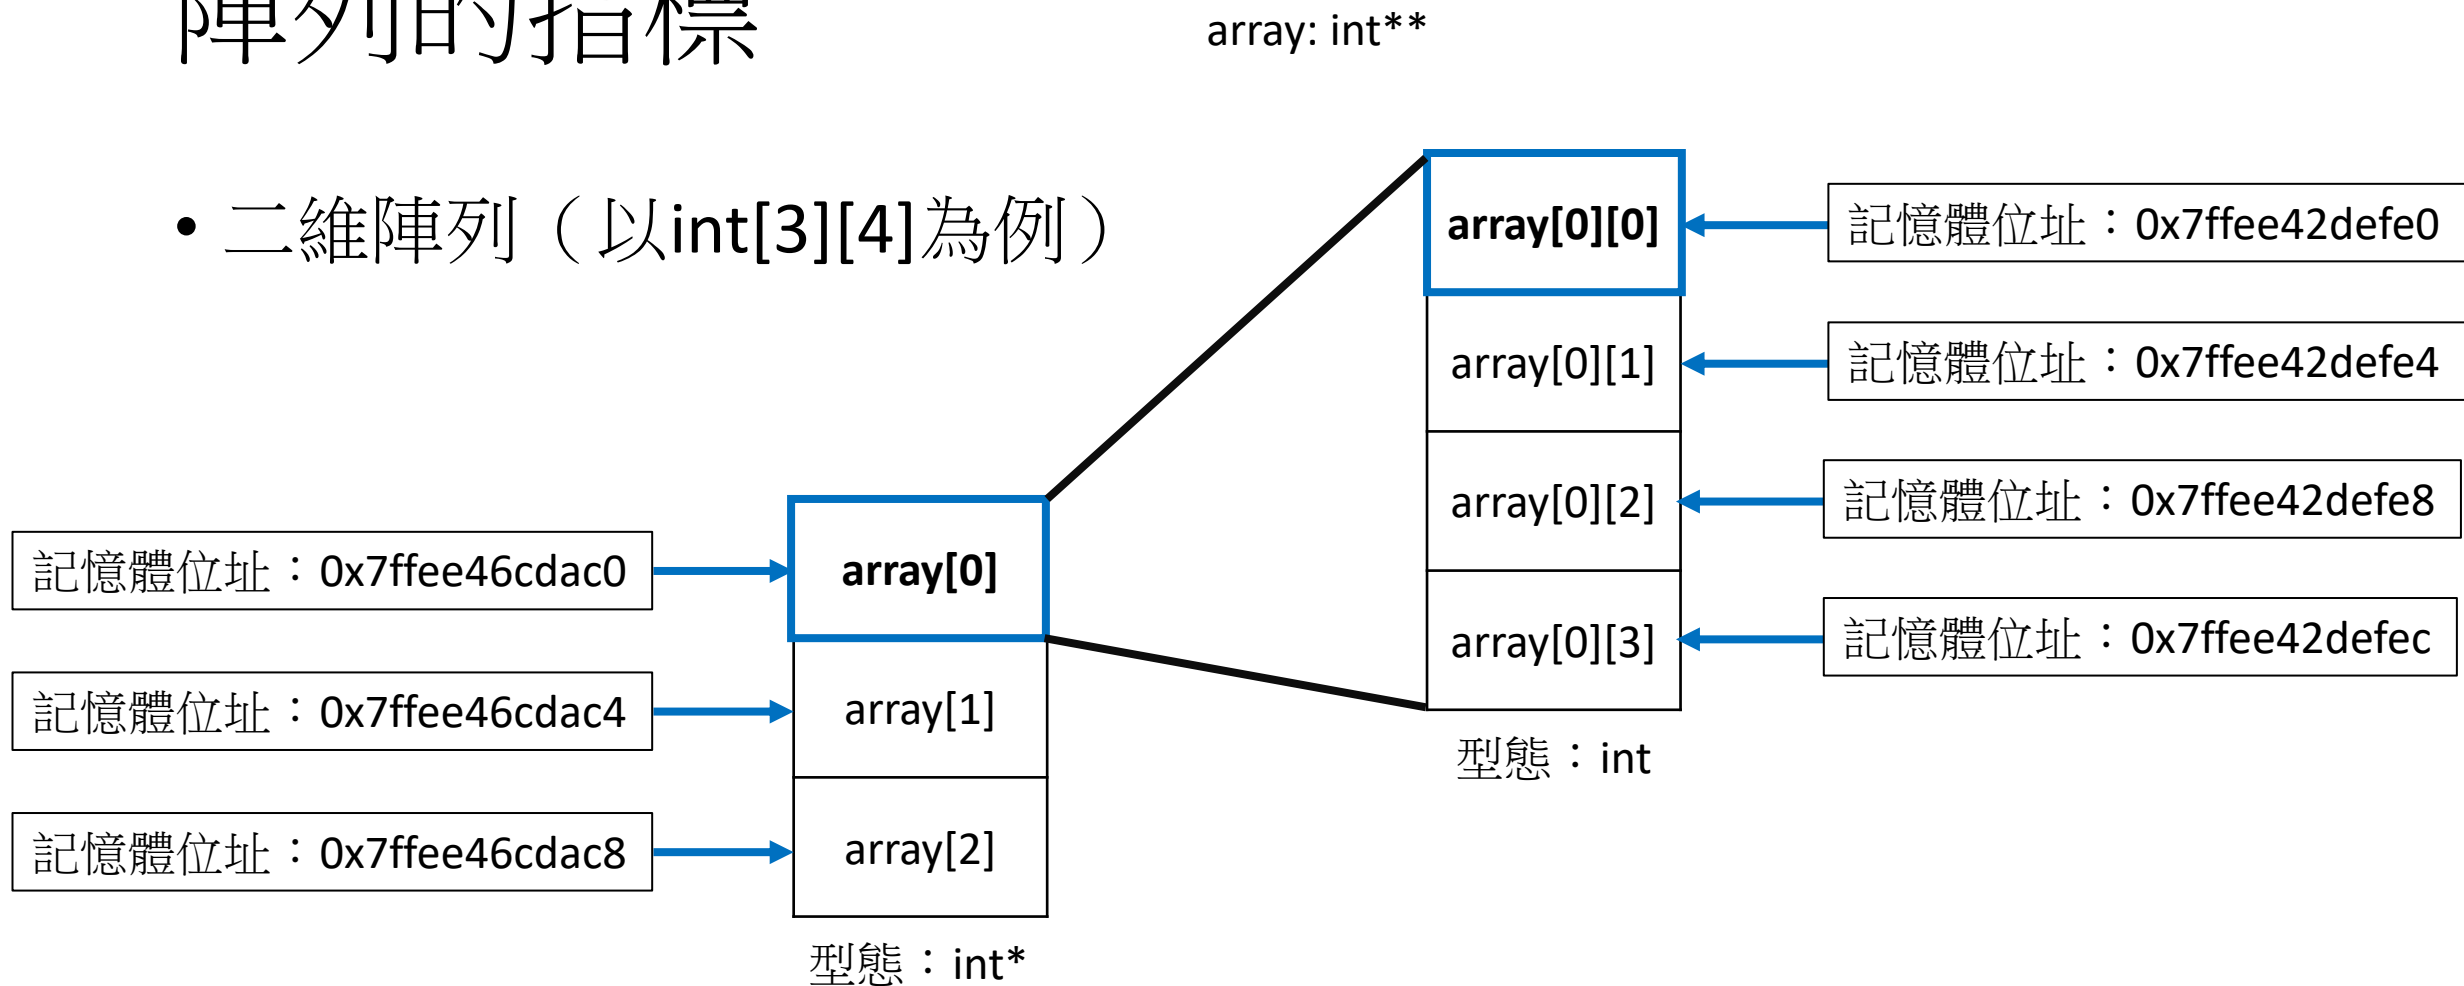 陣列的指標
array: int**
• 二維陣列（以int[3][4]為例）
array[0][0]
記憶體位址：0x7ffee42defe0
array[0][1]
記憶體位址：0x7ffee42defe4
array[0][2]
記憶體位址：0x7ffee42defe8
array[0][3]
記憶體位址：0x7ffee42defec
型態：int
記憶體位址：0x7ffee46cdac0
array[0]
記憶體位址：0x7ffee46cdac4
array[1]
記憶體位址：0x7ffee46cdac8
array[2]
型態：int*